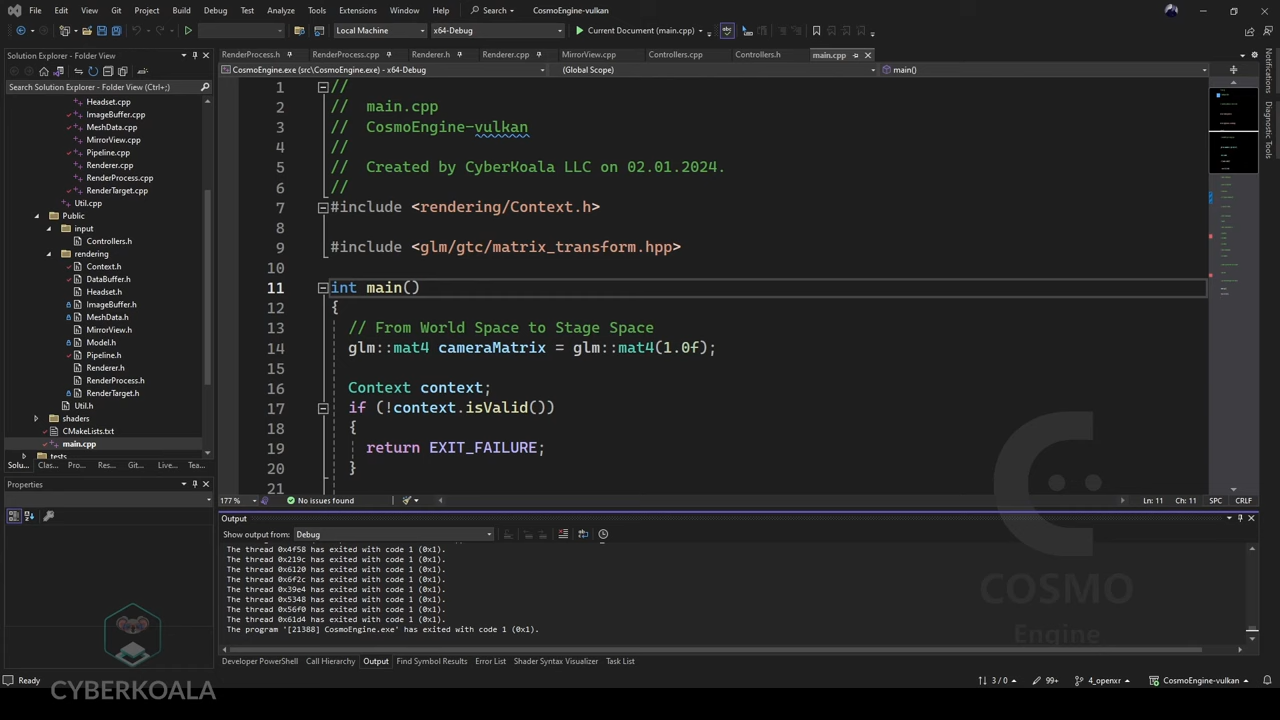 File Edit View Git Project Build Debug Test Analyze Tools Extensions Window Help Search CosmoEngine-vulkan
Local Machine x64-Debug Current Document (main.cpp)
Solution Explorer - Folder View
Search Solution Explorer - Folder View (Ctrl+;)
Headset.cpp
ImageBuffer.cpp
MeshData.cpp
MirrorView.cpp
Pipeline.cpp
Renderer.cpp
RenderProcess.cpp
RenderTarget.cpp
Util.cpp
Public
input
Controllers.h
rendering
Context.h
DataBuffer.h
Headset.h
ImageBuffer.h
MeshData.h
MirrorView.h
Model.h
Pipeline.h
Renderer.h
RenderProcess.h
RenderTarget.h
Util.h
shaders
CMakeLists.txt
main.cpp
tests
Solu... Clas... Pro... Res... Git... Live... Tea...
Properties
RenderProcess.h RenderProcess.cpp Renderer.h Renderer.cpp MirrorView.cpp Controllers.cpp Controllers.h main.cpp
CosmoEngine.exe (src\CosmoEngine.exe) - x64-Debug (Global Scope) main()
1 //
2 // main.cpp
3 // CosmoEngine-vulkan
4 //
5 // Created by CyberKoala LLC on 02.01.2024.
6 //
7 #include <rendering/Context.h>
8
9 #include <glm/gtc/matrix_transform.hpp>
10
11 int main()
12 {
13 // From World Space to Stage Space
14 glm::mat4 cameraMatrix = glm::mat4(1.0f);
15
16 Context context;
17 if (!context.isValid())
18 {
19 return EXIT_FAILURE;
20 }
21
177 % No issues found Ln: 11 Ch: 11 SPC CRLF
Output
Show output from: Debug
The thread 0x4f58 has exited with code 1 (0x1).
The thread 0x219c has exited with code 1 (0x1).
The thread 0x6120 has exited with code 1 (0x1).
The thread 0x6f2c has exited with code 1 (0x1).
The thread 0x39e4 has exited with code 1 (0x1).
The thread 0x5348 has exited with code 1 (0x1).
The thread 0x56f0 has exited with code 1 (0x1).
The thread 0x61d4 has exited with code 1 (0x1).
The program '[21388] CosmoEngine.exe' has exited with code 1 (0x1).
Developer PowerShell Call Hierarchy Output Find Symbol Results Error List Shader Syntax Visualizer Task List
Notifications
Diagnostic Tools
COSMO
Engine
Ready 3 / 0 99+ 4_openxr CosmoEngine-vulkan
CYBERKOALA